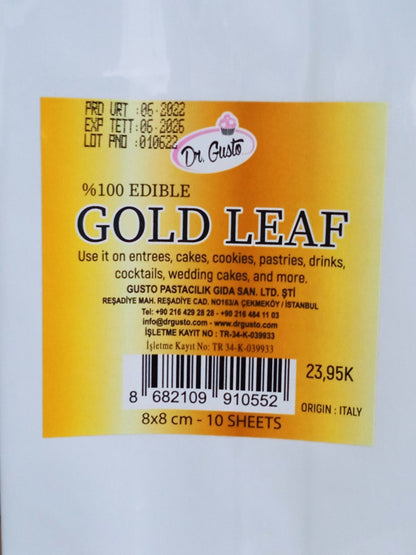 PRD URT :06.2022
EXP TETT:06.2026
LOT PNO :010622
Dr. Gusto
%100 EDIBLE
GOLD LEAF
Use it on entrees, cakes, cookies, pastries, drinks,
cocktails, wedding cakes, and more.
GUSTO PASTACILIK GIDA SAN. LTD. ŞTİ
REŞADİYE MAH. REŞADİYE CAD. NO163/A ÇEKMEKÖY / İSTANBUL
Tel: +90 216 429 28 28 - +90 216 484 11 03
info@drgusto.com - www.drgusto.com
İŞLETME KAYIT NO : TR-34-K-039933
İşletme Kayıt No: TR 34-K-039933
23,95K
8 682109 910552
ORIGIN : ITALY
8x8 cm - 10 SHEETS